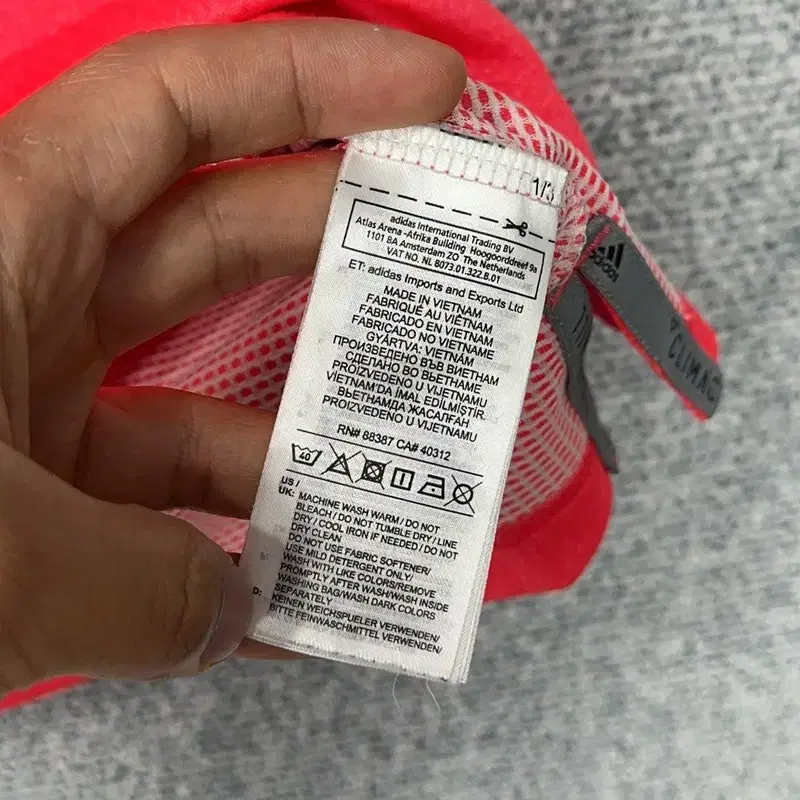 1/3
adidas International Trading BV
Atlas Arena -Afrika Building Hoogoorddreef 9a
1101 BA Amsterdam ZO The Netherlands
VAT NO. NL 8073.01.322.B.01
ET: adidas Imports and Exports Ltd
MADE IN VIETNAM
FABRIQUÉ AU VIÊTNAM
FABRICADO EN VIETNAM
FABRICADO NO VIETNAME
GYÁRTVA: VIETNÁM
ПРОИЗВЕДЕНО ВЪВ ВИЕТНАМ
СДЕЛАНО ВО ВЬЕТНАМЕ
PROIZVEDENO U VIJETNAMU
VIETNAM'DA İMAL EDİLMİŞTİR.
ВЬЕТНАМДА ЖАСАЛҒАН
PROIZVEDENO U VIJETNAMU
RN# 88387 CA# 40312
40
US /
UK: MACHINE WASH WARM / DO NOT
BLEACH / DO NOT TUMBLE DRY / LINE
DRY / COOL IRON IF NEEDED / DO NOT
DRY CLEAN
DO NOT USE FABRIC SOFTENER/
USE MILD DETERGENT ONLY/
WASH WITH LIKE COLORS/REMOVE
PROMPTLY AFTER WASH/WASH INSIDE
WASHING BAG/WASH DARK COLORS
SEPARATELY
D: KEINEN WEICHSPUELER VERWENDEN/
BITTE FEINWASCHMITTEL VERWENDEN/
adidas